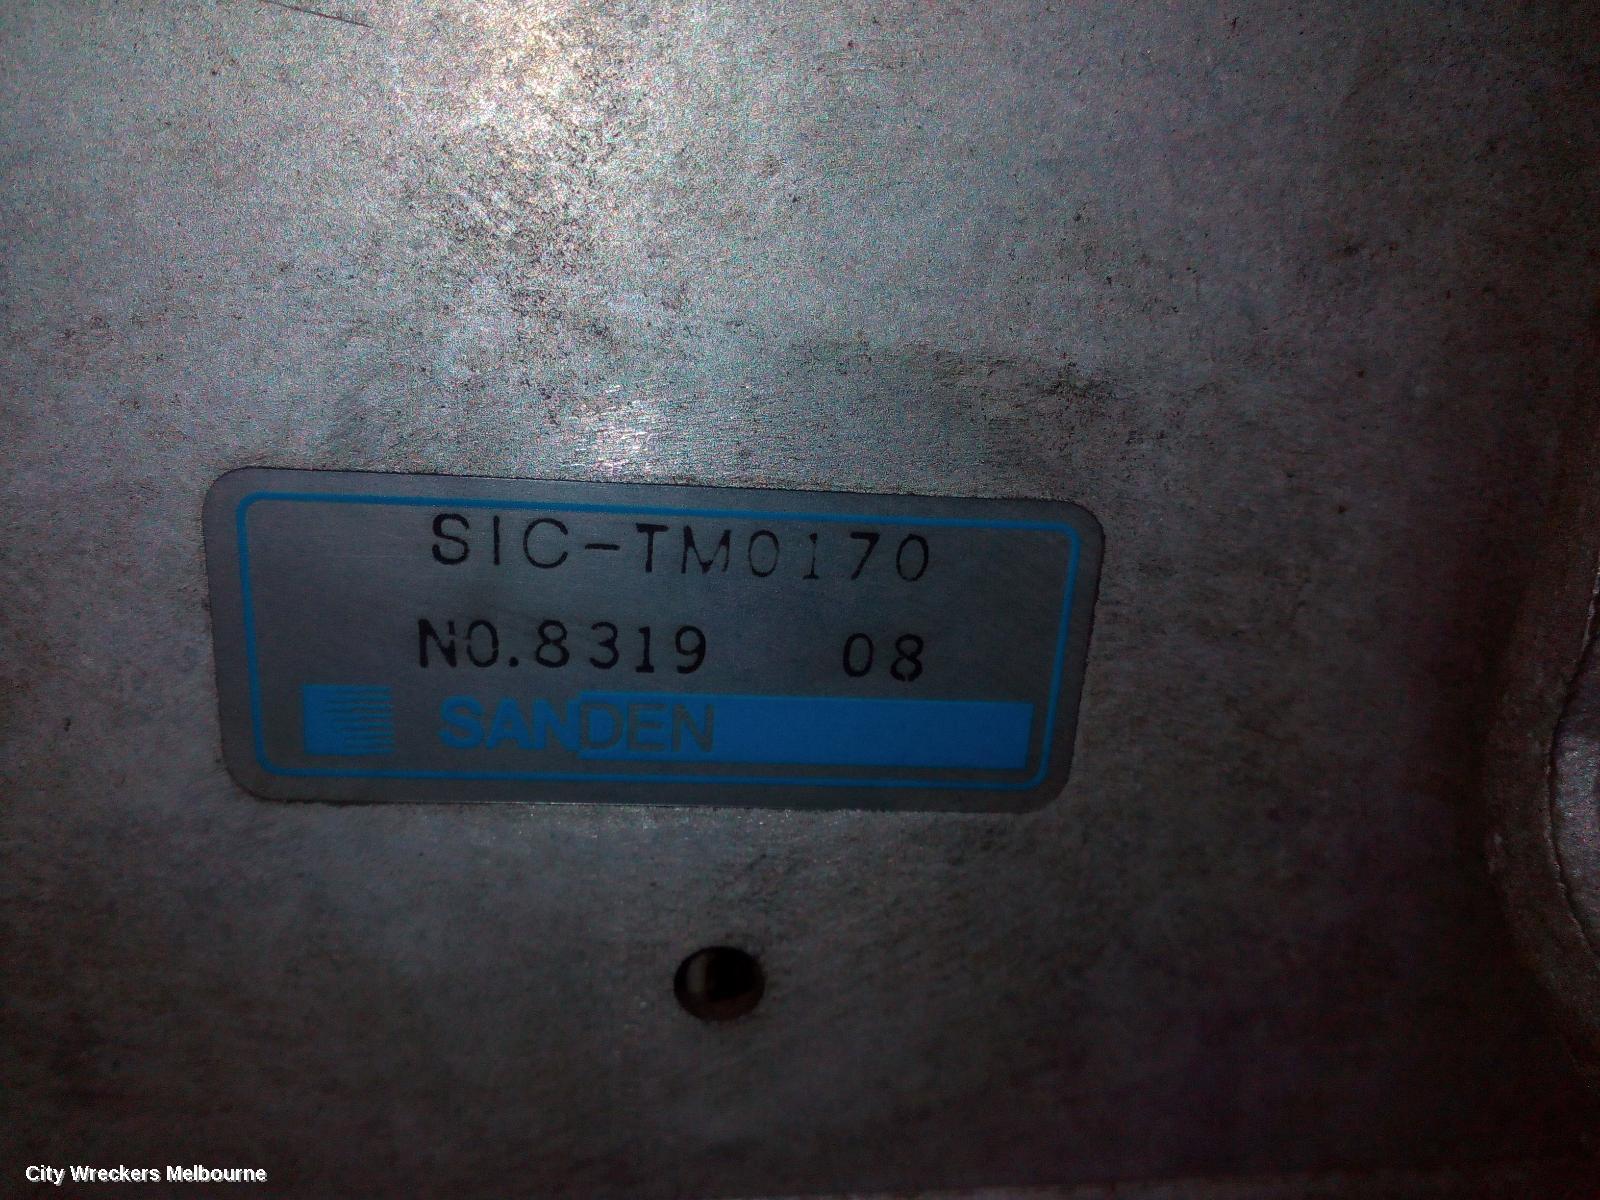 SIC-TM0170
NO.8319 08
SANDEN
City Wreckers Melbourne